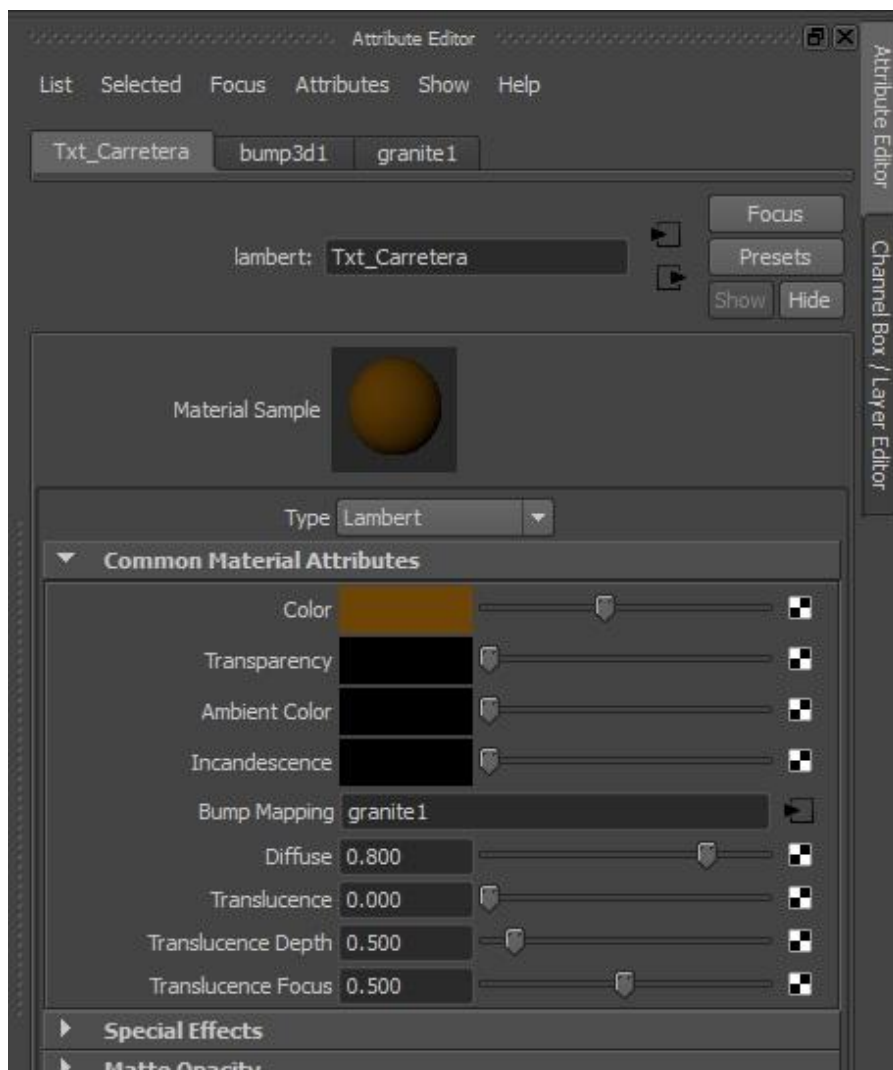 Attribute Editor
List Selected Focus Attributes Show Help
Txt_Carretera bump3d1 granite1
Focus
lambert: Txt_Carretera
Presets
Show Hide
Material Sample
Type Lambert
Common Material Attributes
Color
Transparency
Ambient Color
Incandescence
Bump Mapping granite1
Diffuse 0.800
Translucence 0.000
Translucence Depth 0.500
Translucence Focus 0.500
Special Effects
Matte Opacity
Attribute Editor
Channel Box / Layer Editor